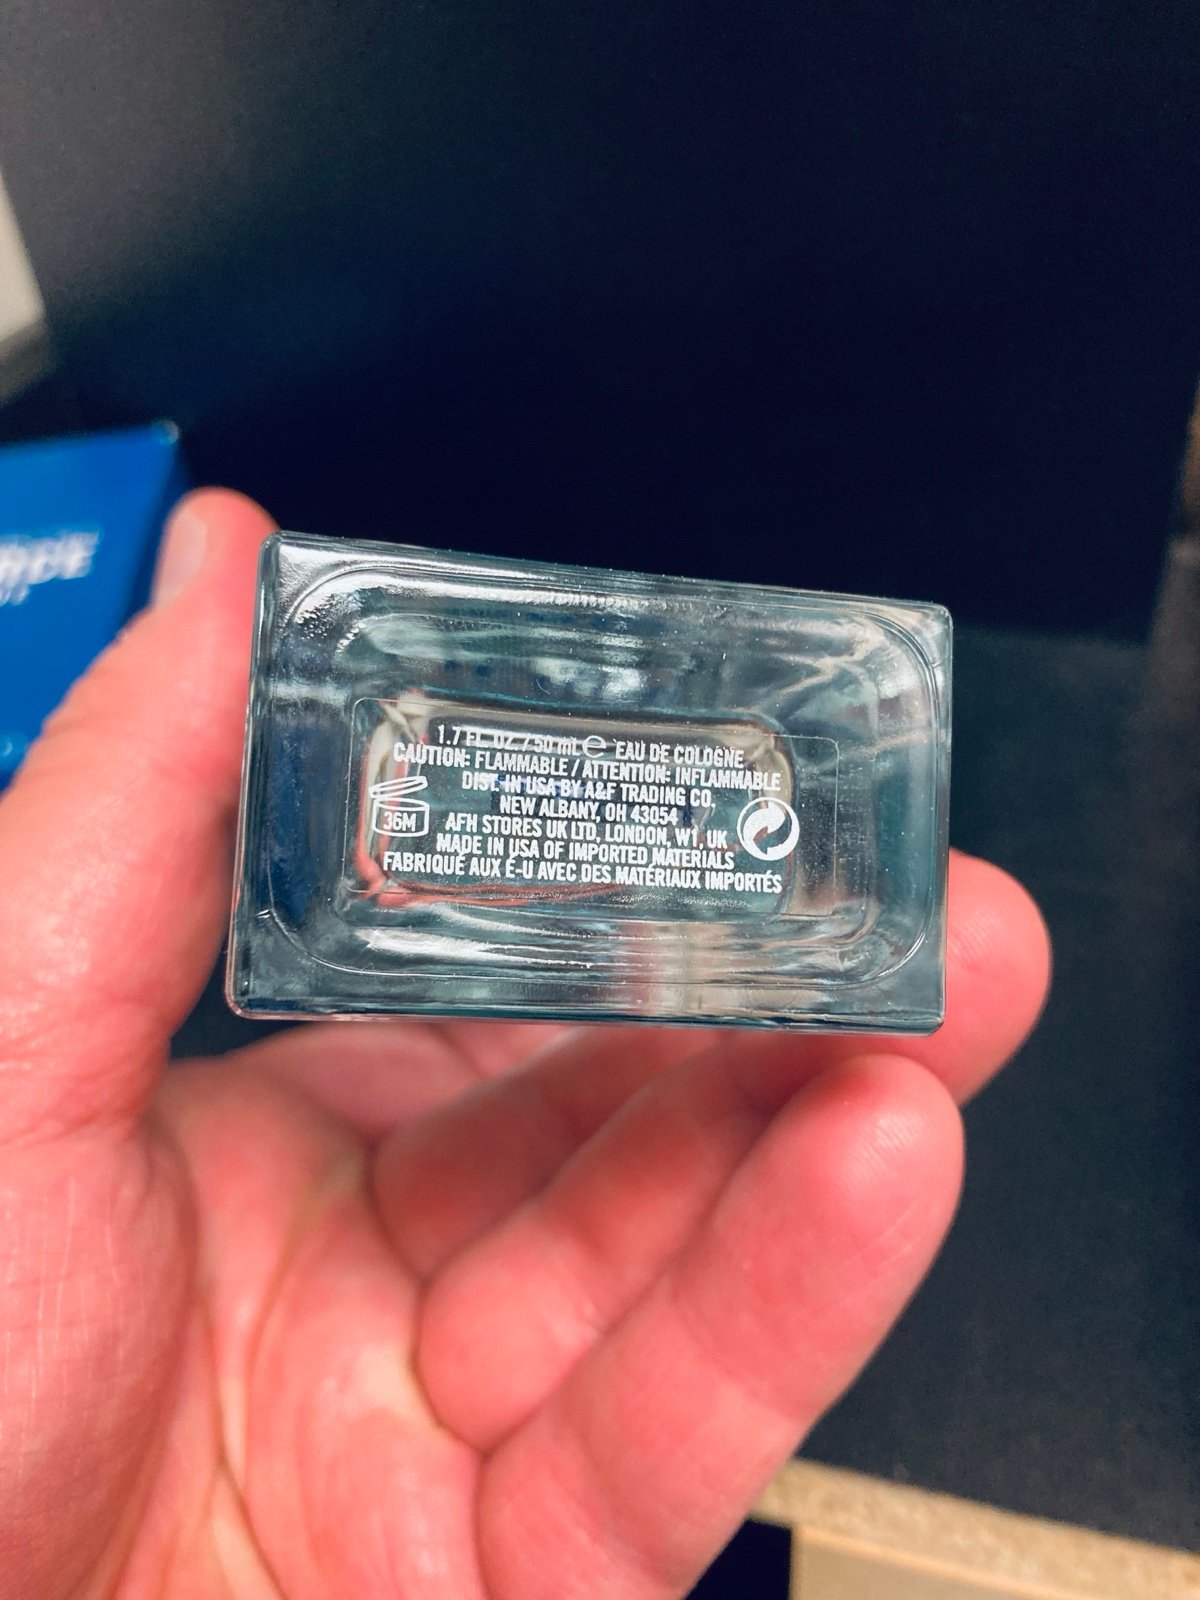 1.7 FL. OZ. / 50 mL ℮ EAU DE COLOGNE
CAUTION: FLAMMABLE / ATTENTION: INFLAMMABLE
DIST. IN USA BY A&F TRADING CO,
NEW ALBANY, OH 43054
36M
AFH STORES UK LTD, LONDON, W1, UK
MADE IN USA OF IMPORTED MATERIALS
FABRIQUÉ AUX É-U AVEC DES MATÉRIAUX IMPORTÉS